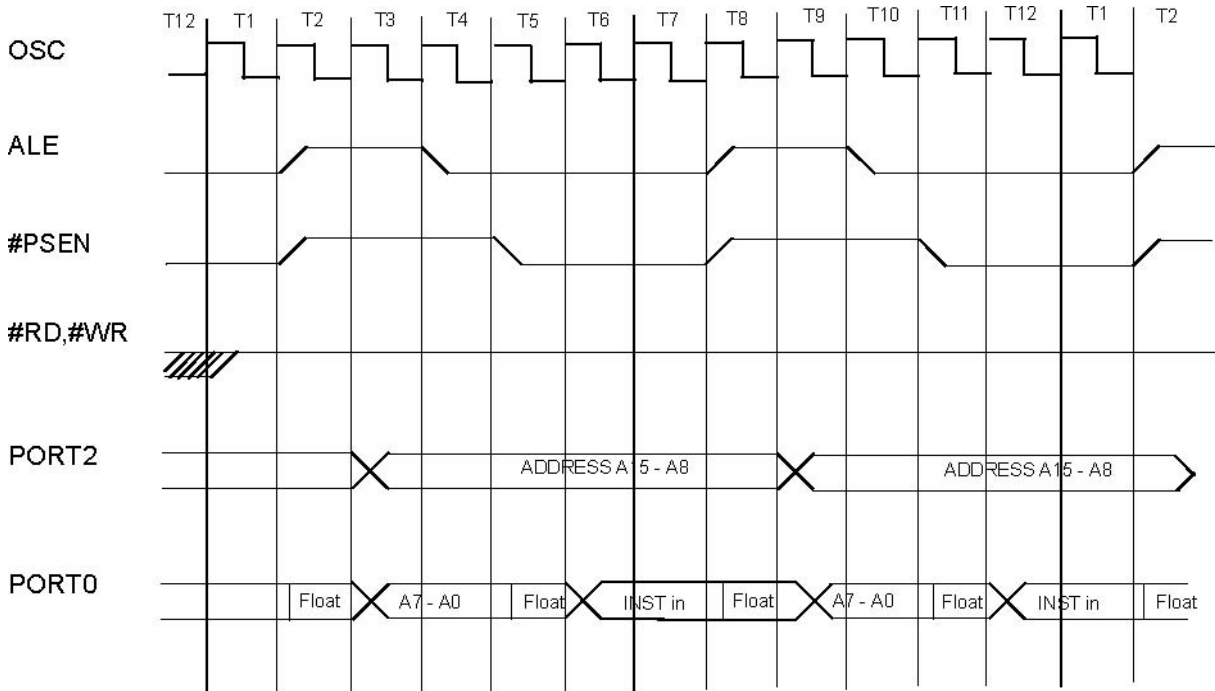 T12 T1 T2 T3 T4 T5 T6 T7 T8 T9 T10 T11 T12 T1 T2
OSC
ALE
#PSEN
#RD,#WR
PORT2 ADDRESS A15 - A8 ADDRESS A15 - A8
PORT0 Float A7 - A0 Float INST in Float A7 - A0 Float INST in Float